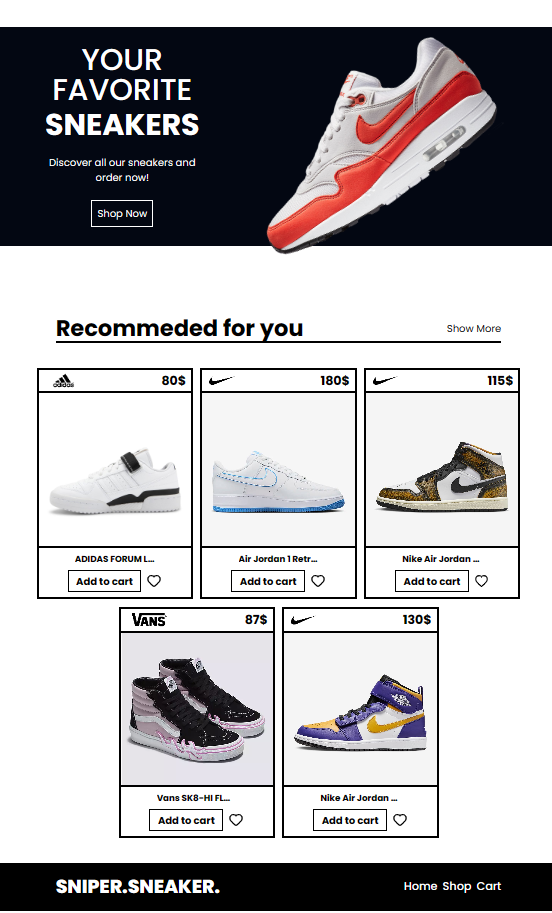 YOUR
FAVORITE
SNEAKERS
Discover all our sneakers and
order now!
Shop Now
Recommeded for you
Show More
adidas
80$
180$
115$
ADIDAS FORUM L...
Air Jordan 1 Retr...
Nike Air Jordan ...
Add to cart
Add to cart
Add to cart
VANS
87$
130$
Vans SK8-HI FL...
Nike Air Jordan ...
Add to cart
Add to cart
SNIPER.SNEAKER.
Home Shop Cart